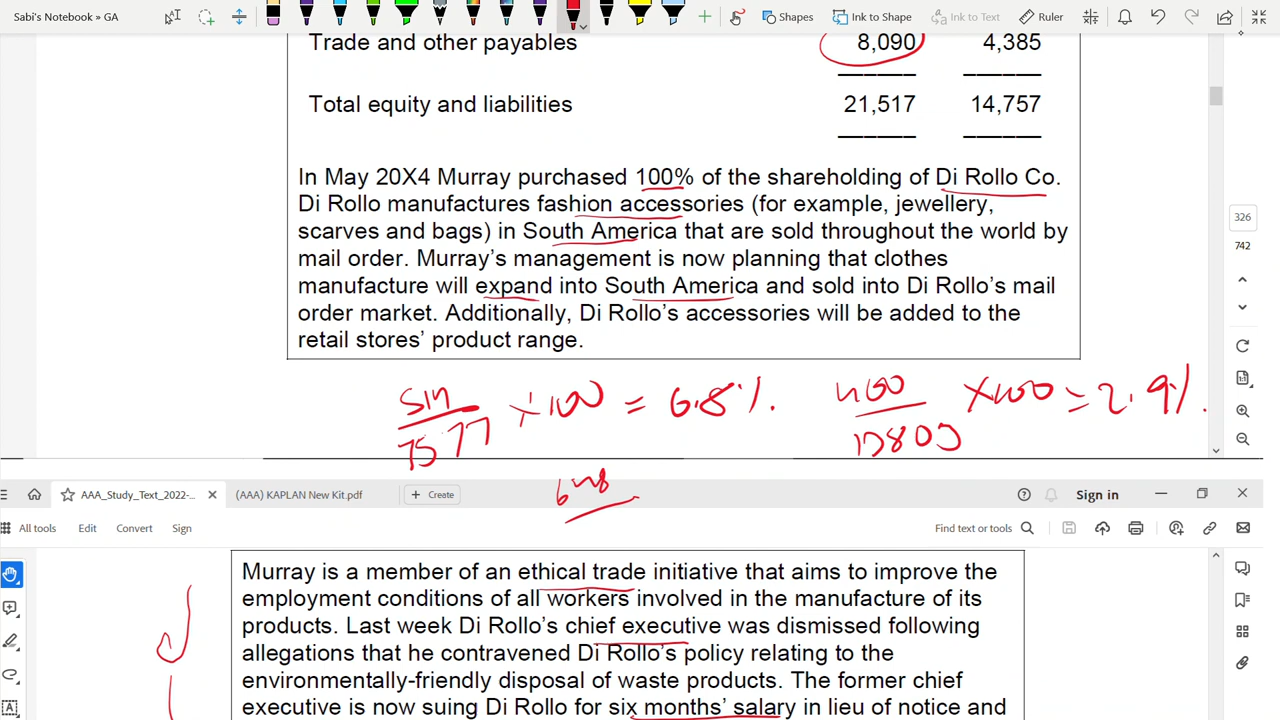 Sabi's Notebook » GA
Shapes
Ink to Shape
Ink to Text
Ruler
Trade and other payables 8,090 4,385
Total equity and liabilities 21,517 14,757
In May 20X4 Murray purchased 100% of the shareholding of Di Rollo Co.
Di Rollo manufactures fashion accessories (for example, jewellery,
scarves and bags) in South America that are sold throughout the world by
mail order. Murray's management is now planning that clothes
manufacture will expand into South America and sold into Di Rollo's mail
order market. Additionally, Di Rollo's accessories will be added to the
retail stores' product range.
326
742
×100 = 6.8%.
×100 = 2.9%.
AAA_Study_Text_2022-...
(AAA) KAPLAN New Kit.pdf
+ Create
Sign in
All tools Edit Convert Sign
Find text or tools
Murray is a member of an ethical trade initiative that aims to improve the
employment conditions of all workers involved in the manufacture of its
products. Last week Di Rollo's chief executive was dismissed following
allegations that he contravened Di Rollo's policy relating to the
environmentally-friendly disposal of waste products. The former chief
executive is now suing Di Rollo for six months' salary in lieu of notice and